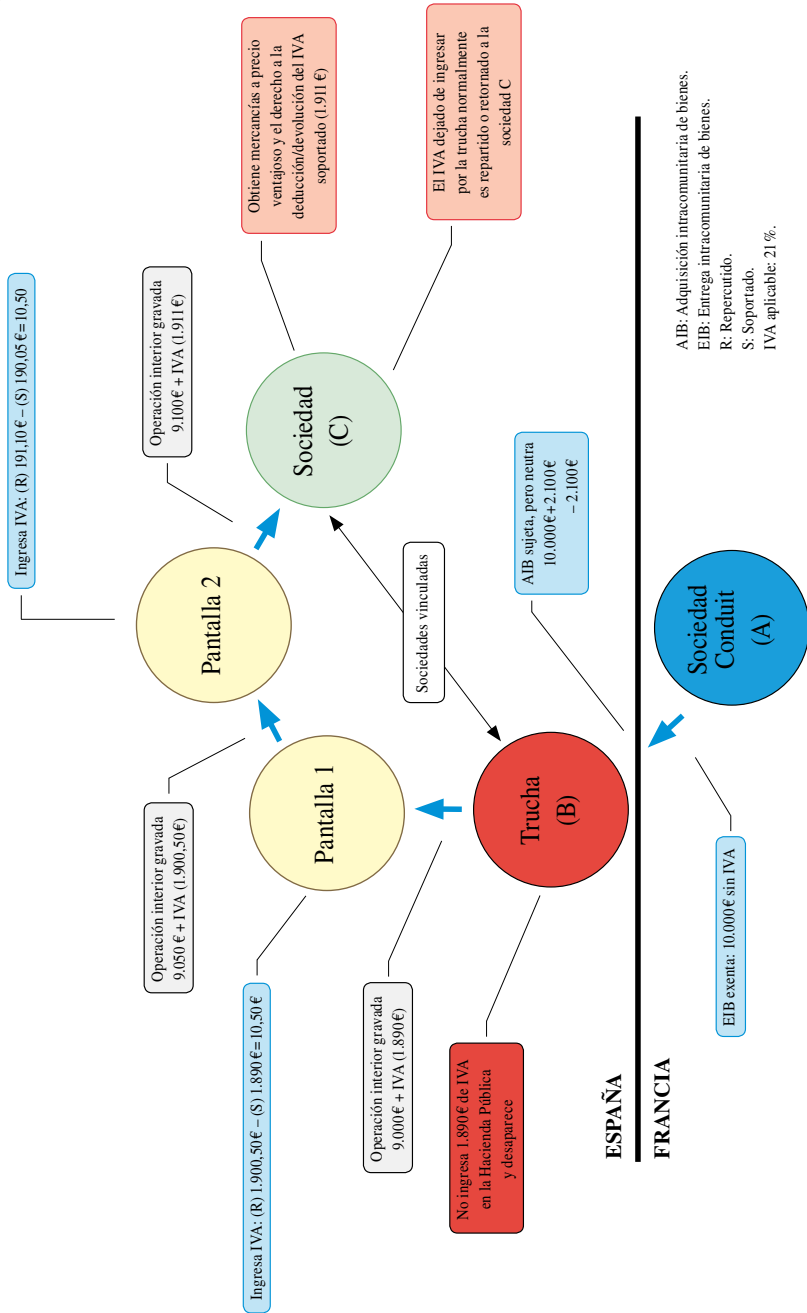 Ingresa IVA: (R) 191,10 € – (S) 190,05 € = 10,50
Operación interior gravada
9.100 € + IVA (1.911 €)
Obtiene mercancías a precio
ventajoso y el derecho a la
deducción/devolución del IVA
soportado (1.911 €)
Pantalla 2
Operación interior gravada
9.050 € + IVA (1.900,50 €)
Sociedad
(C)
El IVA dejado de ingresar
por la trucha normalmente
es repartido o retornado a la
sociedad C
Ingresa IVA: (R) 1.900,50 € – (S) 1.890 € = 10,50 €
Pantalla 1
Sociedades vinculadas
Operación interior gravada
9.000 € + IVA (1.890 €)
Trucha
(B)
AIB sujeta, pero neutra
10.000 € + 2.100 €
– 2.100 €
No ingresa 1.890 € de IVA
en la Hacienda Pública
y desaparece
ESPAÑA
FRANCIA
EIB exenta: 10.000 € sin IVA
Sociedad
Conduit
(A)
AIB: Adquisición intracomunitaria de bienes.
EIB: Entrega intracomunitaria de bienes.
R: Repercutido.
S: Soportado.
IVA aplicable: 21 %.